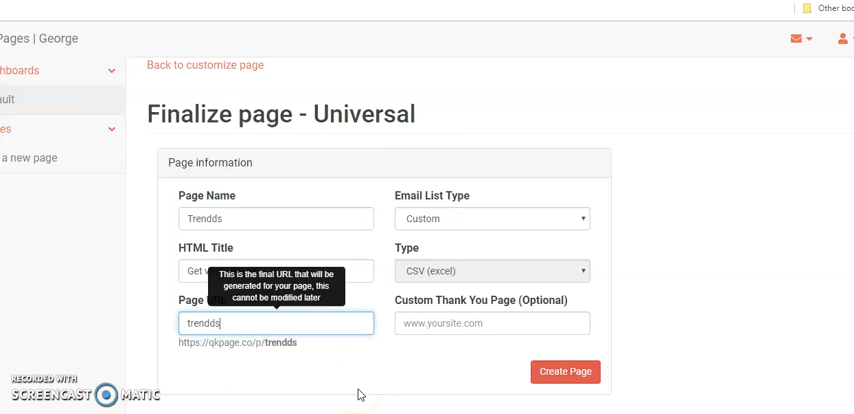 Other boo
Pages | George
Back to customize page
hboards
ault
es
a new page
Finalize page - Universal
Page information
Page Name
Email List Type
Trendds
Custom
HTML Title
Type
Get
CSV (excel)
This is the final URL that will be
generated for your page, this
cannot be modified later
Page
Custom Thank You Page (Optional)
trendds
www.yoursite.com
https://qkpage.co/p/trendds
Create Page
RECORDED WITH
SCREENCAST MATIC